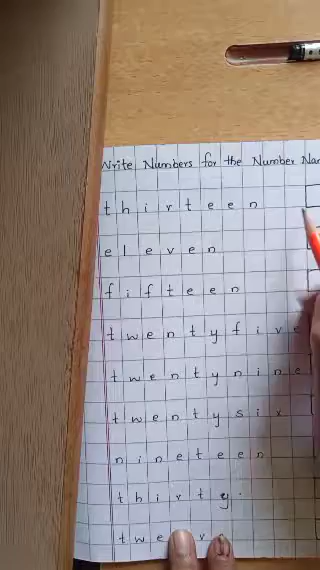 Write Numbers for the Number
thirteen
eleven
fifteen
twentyfive
twentynine
twentysix
nineteen
thirty.